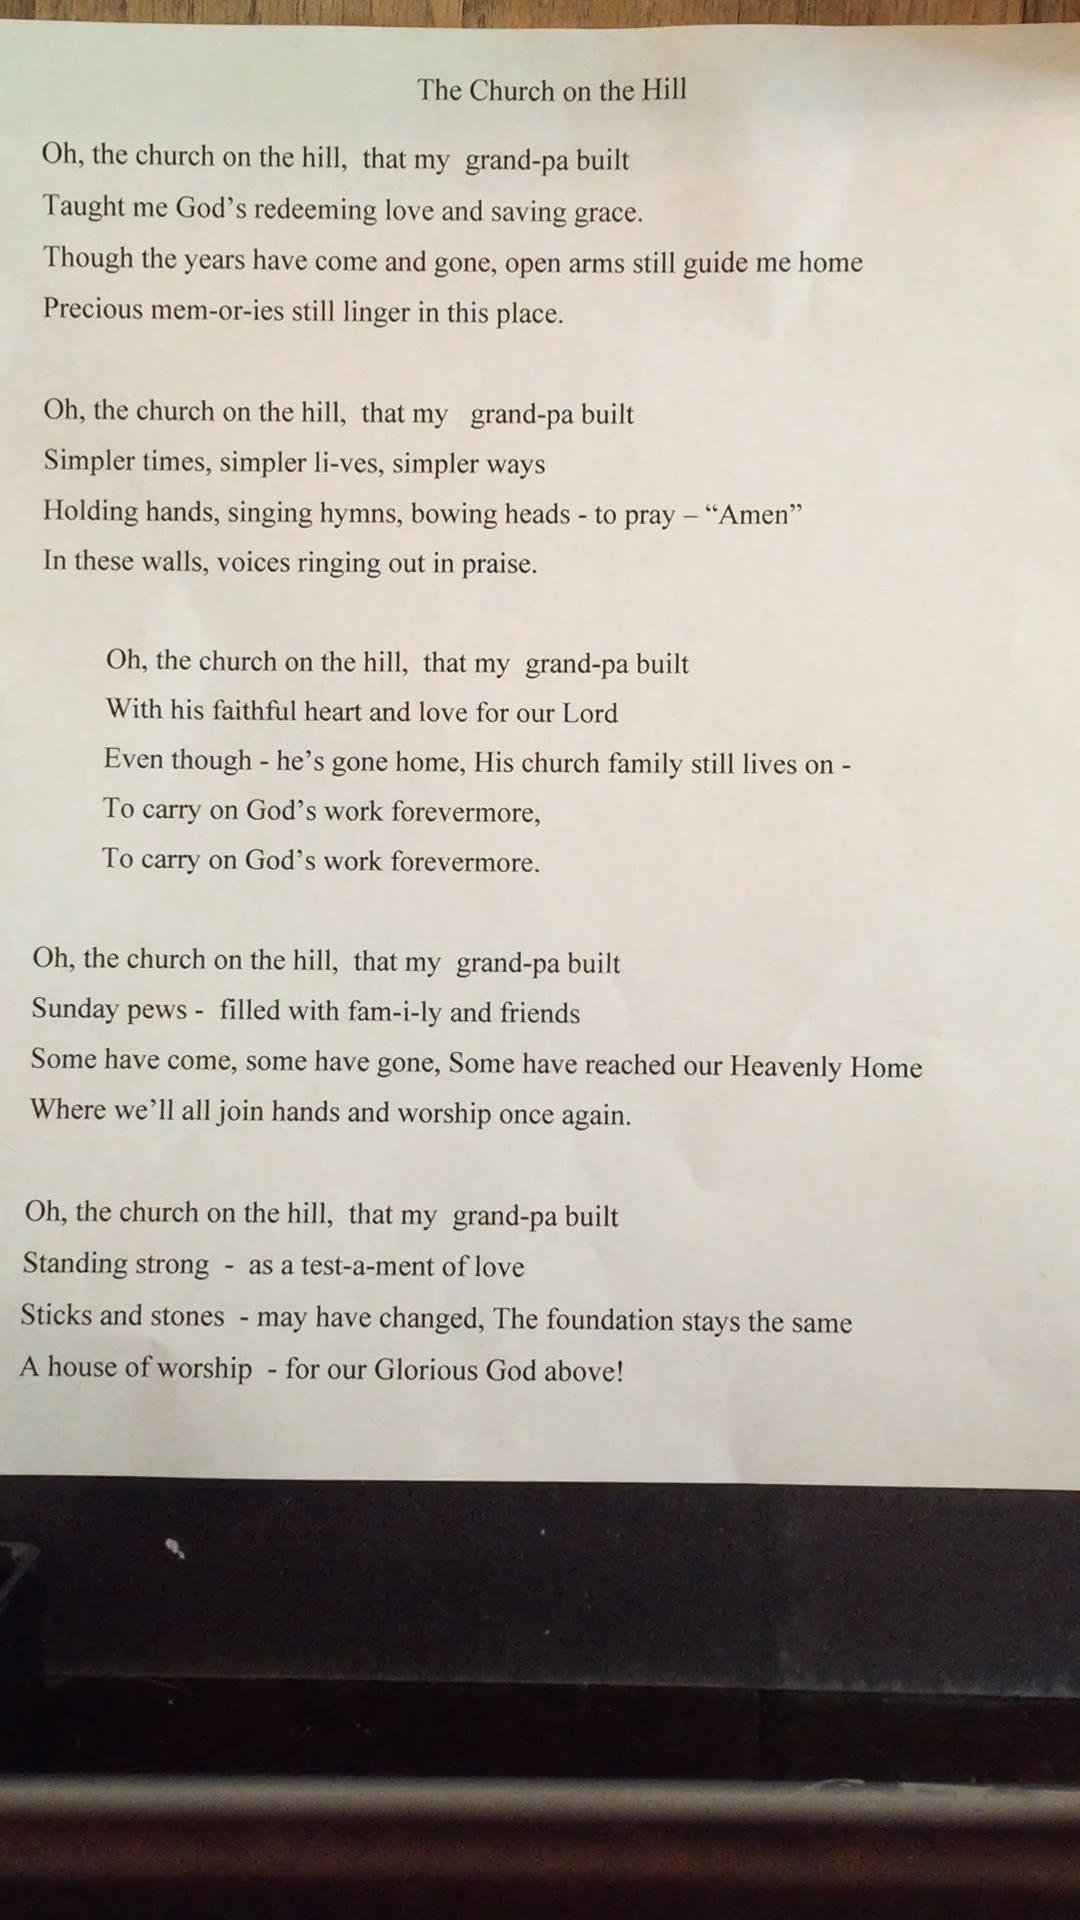 The Church on the Hill
Oh, the church on the hill,  that my  grand-pa built
Taught me God’s redeeming love and saving grace.
Though the years have come and gone, open arms still guide me home
Precious mem-or-ies still linger in this place.
Oh, the church on the hill,  that my   grand-pa built
Simpler times, simpler li-ves, simpler ways
Holding hands, singing hymns, bowing heads - to pray – “Amen”
In these walls, voices ringing out in praise.
Oh, the church on the hill,  that my  grand-pa built
With his faithful heart and love for our Lord
Even though - he’s gone home, His church family still lives on -
To carry on God’s work forevermore,
To carry on God’s work forevermore.
Oh, the church on the hill,  that my  grand-pa built
Sunday pews -  filled with fam-i-ly and friends
Some have come, some have gone, Some have reached our Heavenly Home
Where we’ll all join hands and worship once again.
Oh, the church on the hill,  that my  grand-pa built
Standing strong  -  as a test-a-ment of love
Sticks and stones  - may have changed, The foundation stays the same
A house of worship  - for our Glorious God above!